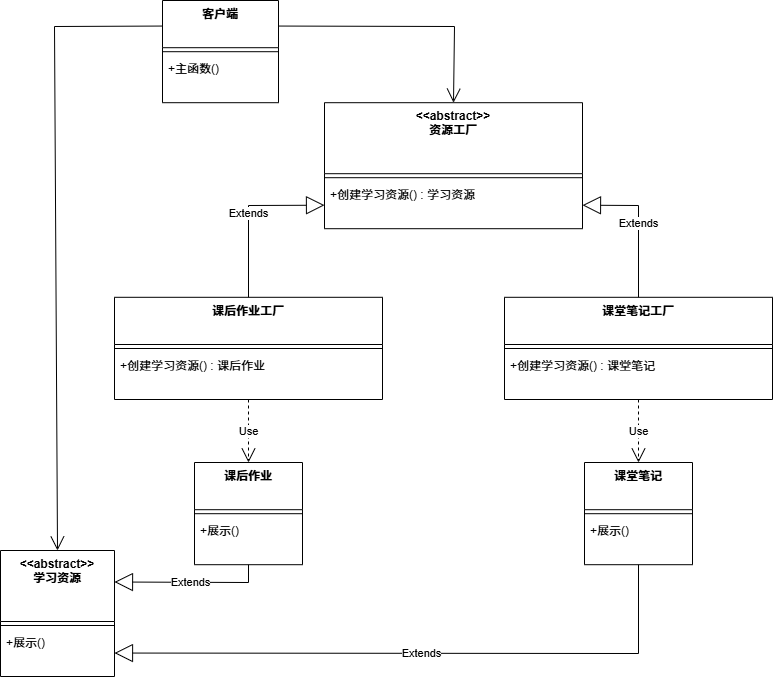 客户端
+主函数()
<<abstract>>
资源工厂
+创建学习资源() : 学习资源
Extends
Extends
课后作业工厂
+创建学习资源() : 课后作业
课堂笔记工厂
+创建学习资源() : 课堂笔记
Use
Use
课后作业
+展示()
课堂笔记
+展示()
<<abstract>>
学习资源
+展示()
Extends
Extends